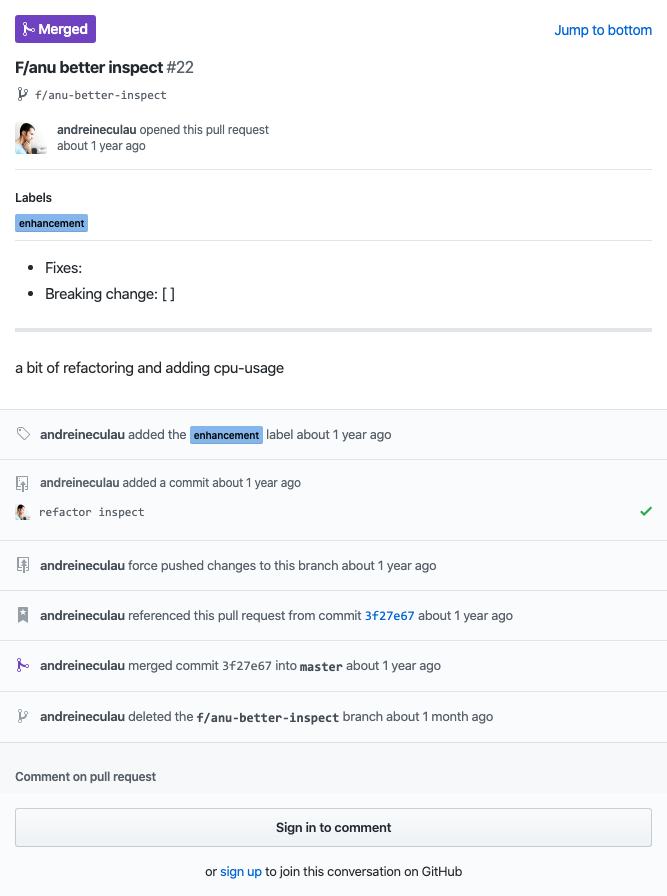 Merged
Jump to bottom
F/anu better inspect #22
f/anu-better-inspect
andreineculau opened this pull request
about 1 year ago
Labels
enhancement
Fixes:
Breaking change: [ ]
a bit of refactoring and adding cpu-usage
andreineculau added the enhancement label about 1 year ago
andreineculau added a commit about 1 year ago
refactor inspect
andreineculau force pushed changes to this branch about 1 year ago
andreineculau referenced this pull request from commit 3f27e67 about 1 year ago
andreineculau merged commit 3f27e67 into master about 1 year ago
andreineculau deleted the f/anu-better-inspect branch about 1 month ago
Comment on pull request
Sign in to comment
or sign up to join this conversation on GitHub